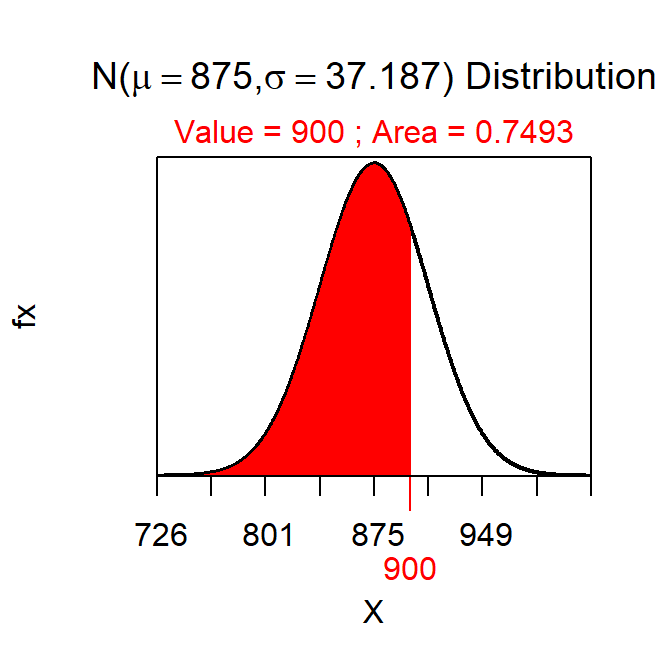 N(μ = 875,σ = 37.187) Distribution
Value = 900 ; Area = 0.7493
fx
726 801 875 949
900
X